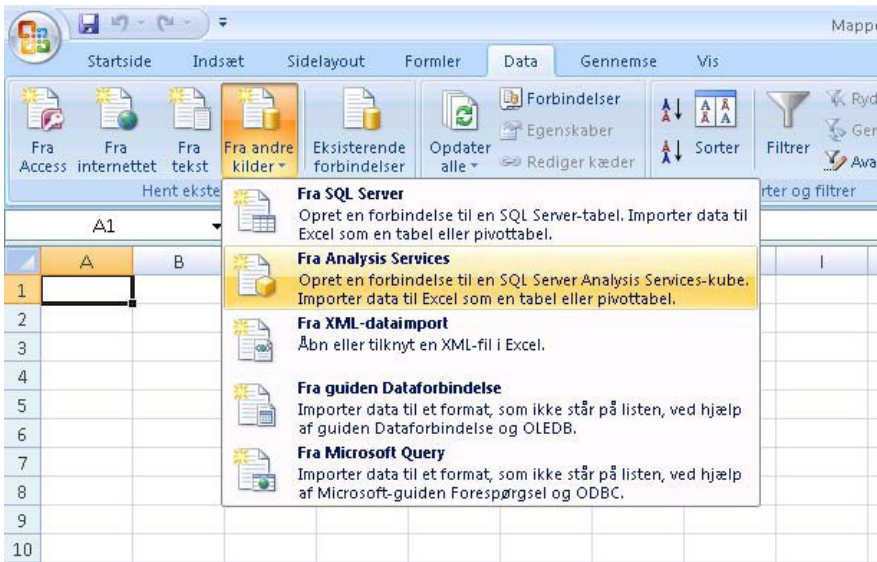 Mappe
Startside Indsæt Sidelayout Formler Data Gennemse Vis
Fra Access
Fra internettet
Fra tekst
Fra andre kilder
Eksisterende forbindelser
Opdater alle
Forbindelser
Egenskaber
Rediger kæder
Sorter
Filtrer
Hent ekste
rter og filtrer
A1
A B I
Fra SQL Server
Opret en forbindelse til en SQL Server-tabel. Importer data til
Excel som en tabel eller pivottabel.
Fra Analysis Services
Opret en forbindelse til en SQL Server Analysis Services-kube.
Importer data til Excel som en tabel eller pivottabel.
Fra XML-dataimport
Åbn eller tilknyt en XML-fil i Excel.
Fra guiden Dataforbindelse
Importer data til et format, som ikke står på listen, ved hjælp
af guiden Dataforbindelse og OLEDB.
Fra Microsoft Query
Importer data til et format, som ikke står på listen, ved hjælp
af Microsoft-guiden Forespørgsel og ODBC.
1
2
3
4
5
6
7
8
9
10